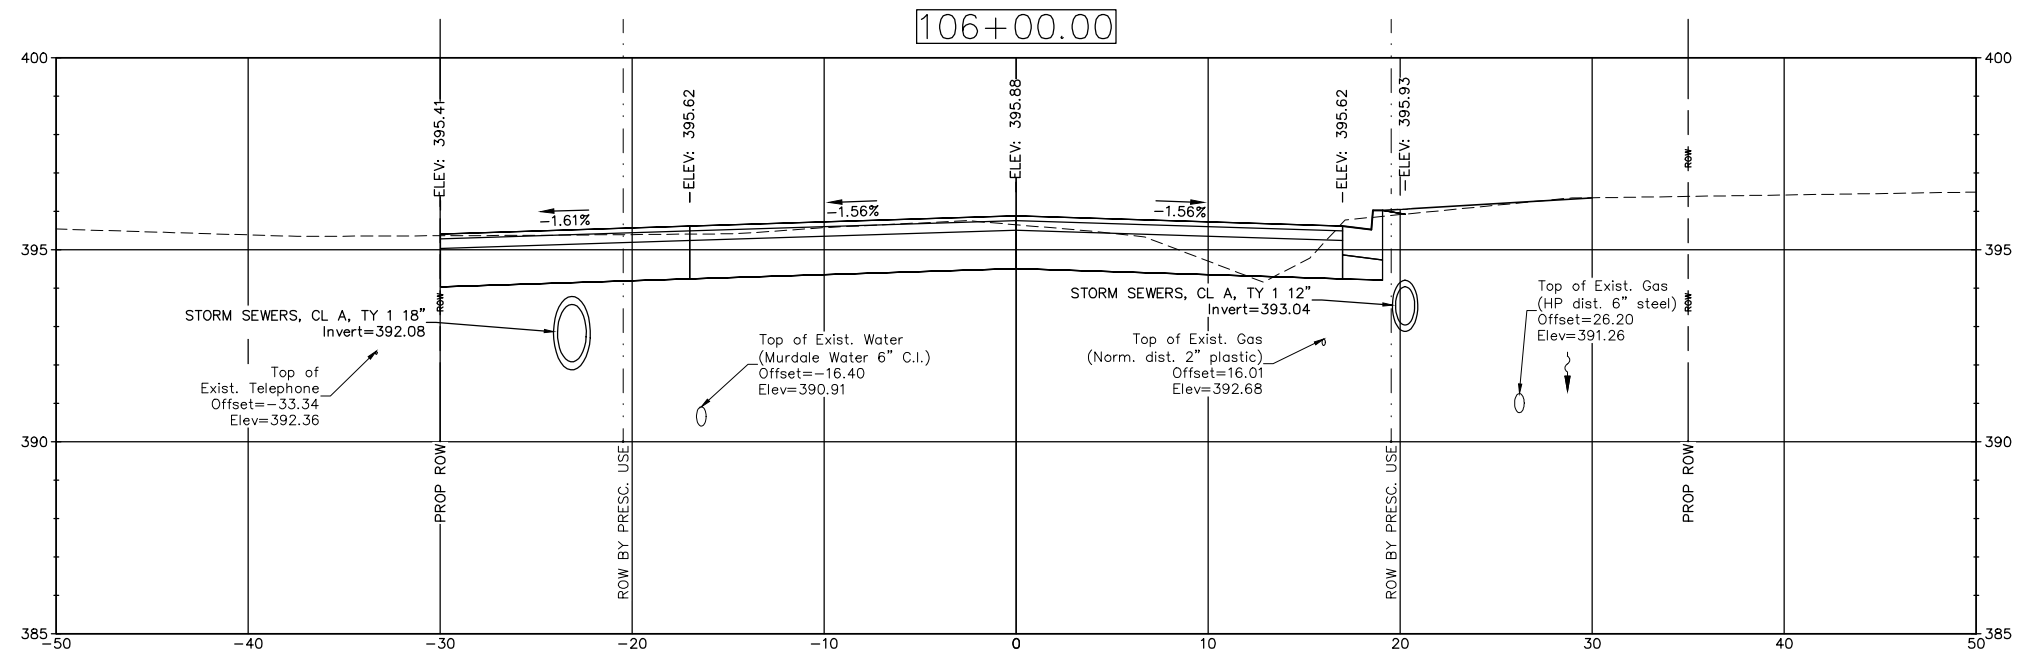 106+00.00
400
400
ELEV: 395.41
ELEV: 395.62
ELEV: 395.88
ELEV: 395.62
ELEV: 395.93
ROW
-1.61%
-1.56%
-1.56%
395
395
STORM SEWERS, CL A, TY 1 18”
Invert=392.08
ROW
STORM SEWERS, CL A, TY 1 12”
Invert=393.04
Top of Exist. Gas
(HP dist. 6” steel)
Offset=26.20
Elev=391.26
ROW
Top of
Exist. Telephone
Offset=-33.34
Elev=392.36
Top of Exist. Water
(Murdale Water 6” C.I.)
Offset=-16.40
Elev=390.91
Top of Exist. Gas
(Norm. dist. 2” plastic)
Offset=16.01
Elev=392.68
390
390
PROP ROW
ROW BY PRESC. USE
ROW BY PRESC. USE
PROP ROW
385
385
-50
-40
-30
-20
-10
0
10
20
30
40
50